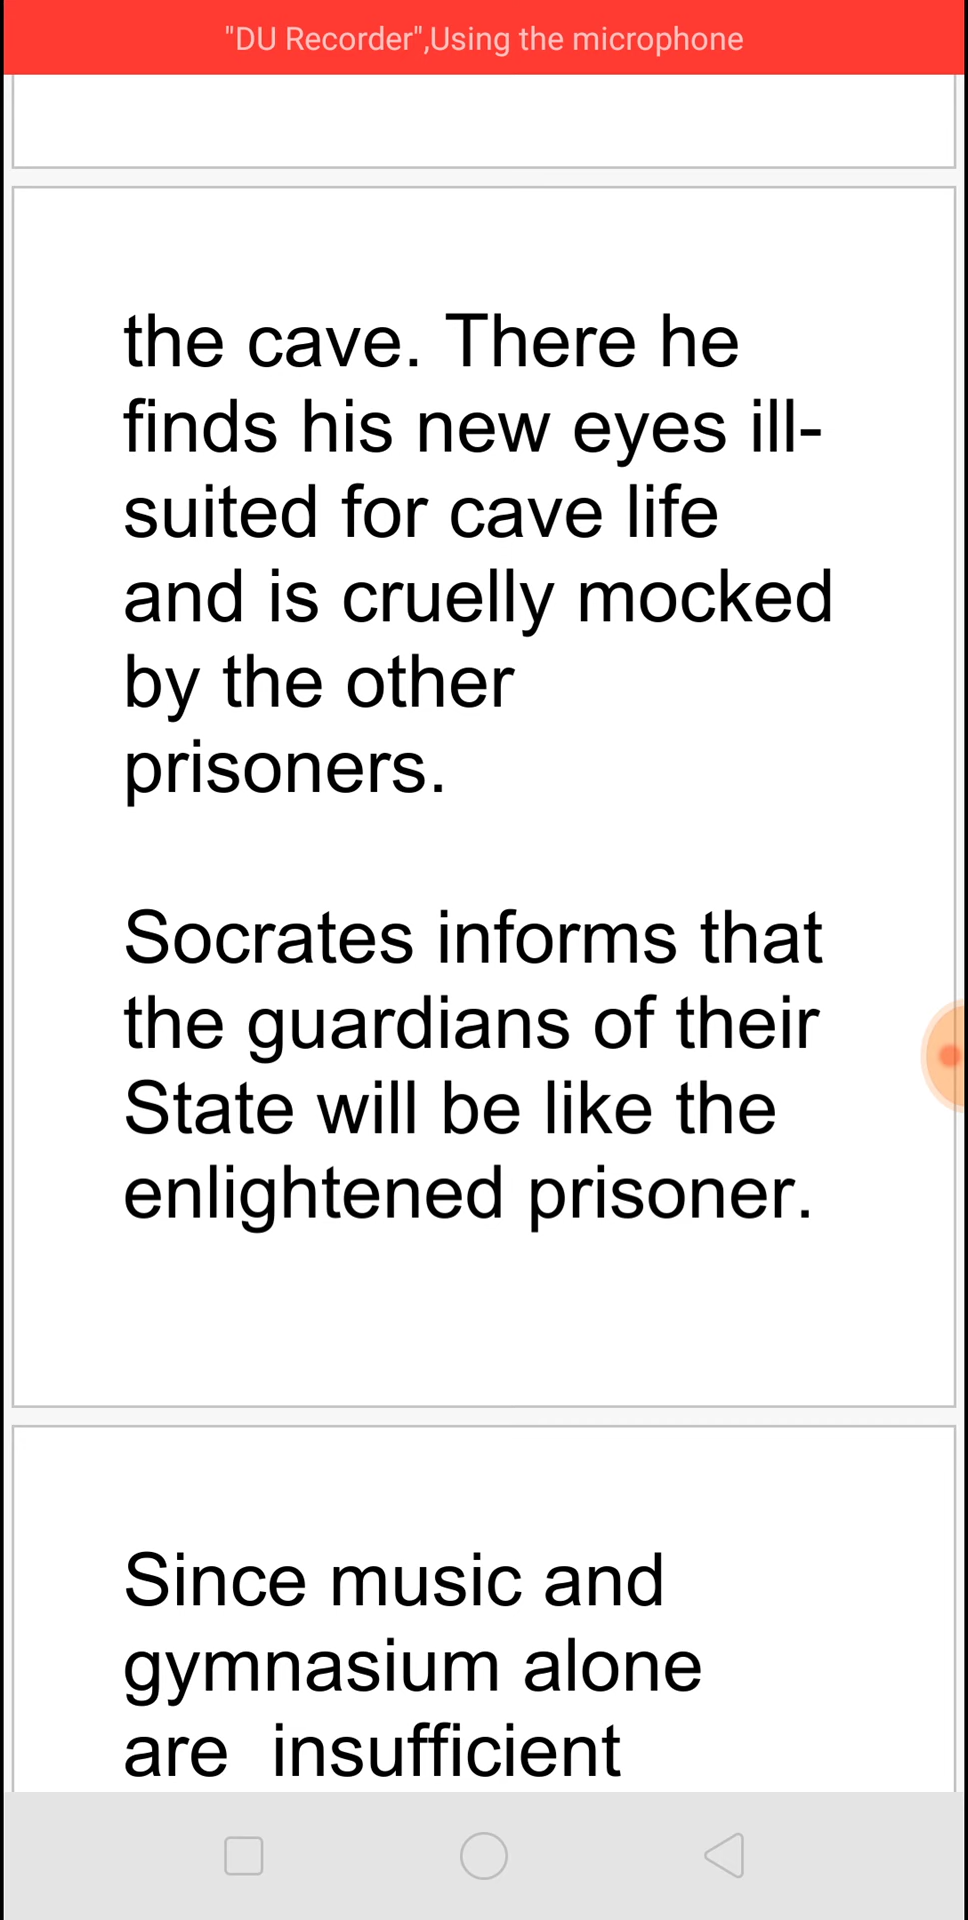 "DU Recorder",Using the microphone
the cave. There he
finds his new eyes ill-
suited for cave life
and is cruelly mocked
by the other
prisoners.
Socrates informs that
the guardians of their
State will be like the
enlightened prisoner.
Since music and
gymnasium alone
are  insufficient